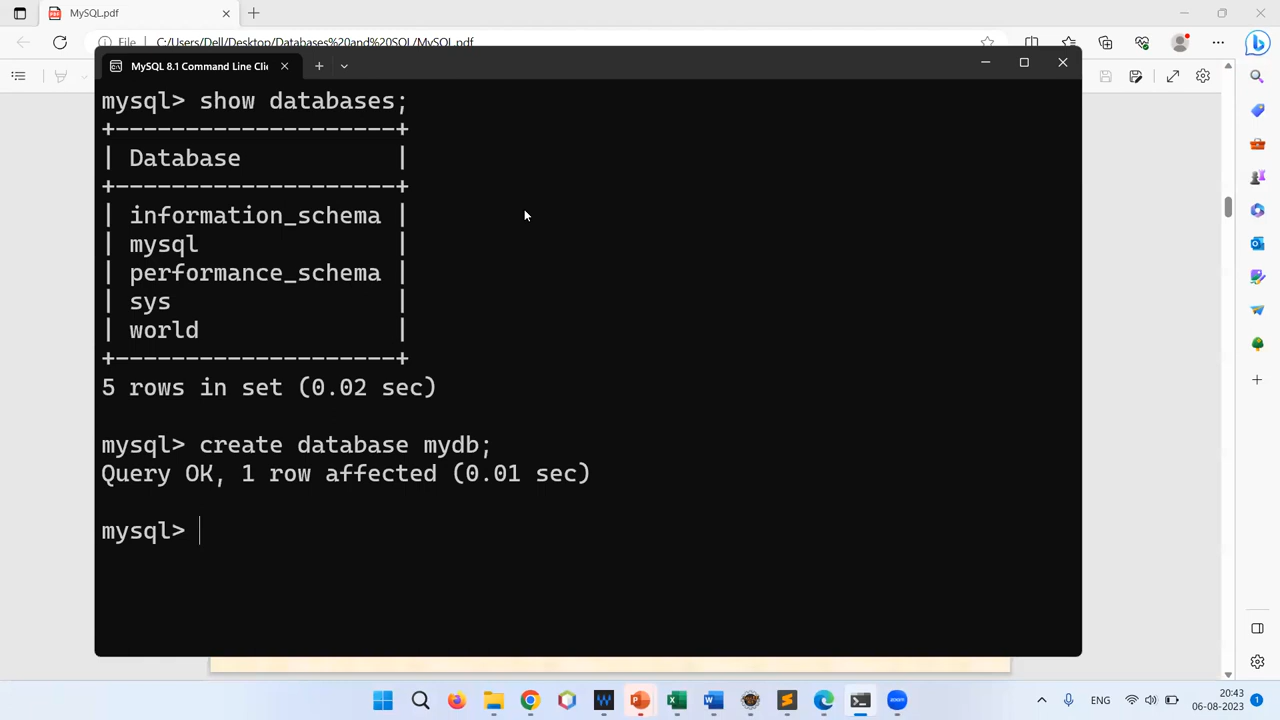 MySQL.pdf
File C:/Users/Dell/Desktop/Databases%20and%20SQL/MySQL.pdf
MySQL 8.1 Command Line Clie
mysql> show databases;
+--------------------+
| Database           |
+--------------------+
| information_schema |
| mysql              |
| performance_schema |
| sys                |
| world              |
+--------------------+
5 rows in set (0.02 sec)
mysql> create database mydb;
Query OK, 1 row affected (0.01 sec)
mysql>
ENG
20:43
06-08-2023
1